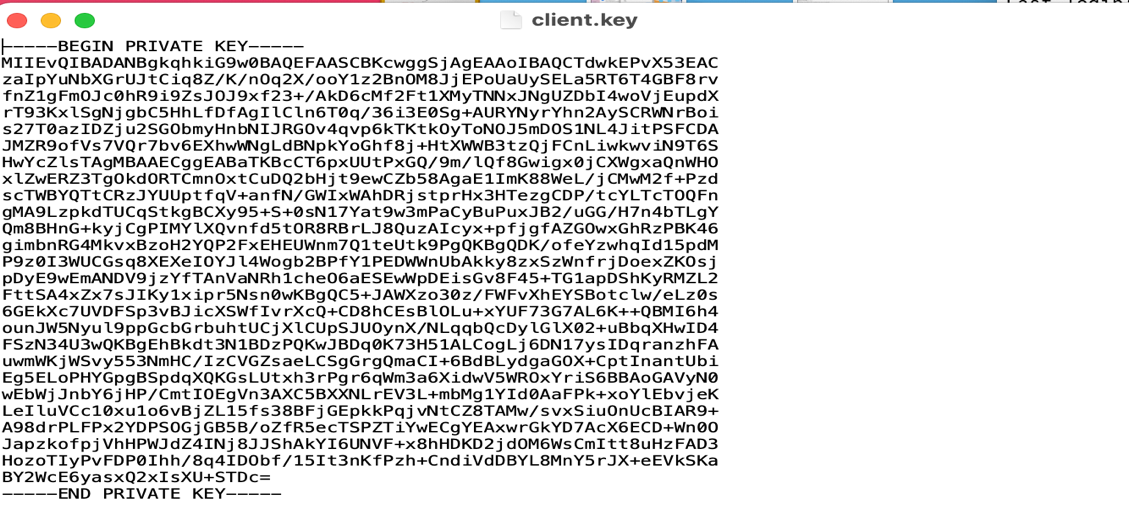 client.key
-----BEGIN PRIVATE KEY-----
MIIEvQIBADANBgkqhkiG9w0BAQEFAASCBKcwggSjAgEAAoIBAQCTdwkEPvX53EAC
zaIpYuNbXGrUJtCiq8Z/K/nOq2X/ooY1z2BnOM8JjEPoUaUySELa5RT6T4GBF8rv
fnZ1gFmOJc0hR9i9ZsJOJ9xf23+/AkD6cMf2Ft1XMyTNNxJNgUZDbI4woVjEupdX
rT93KxlSgNjgbC5HhLfDfAgIlCln6T0q/36i3E0Sg+AURYNyrYhn2AySCRWNrBoi
s27T0azIDZju2SGObmyHnbNIJRGOv4qvp6kTKtkOyToNOJ5mDOS1NL4JitPSFCDA
JMZR9ofVs7VQr7bv6EXhwWNgLdBNpkYoGhf8j+HtXWWB3tzQjFCnLiwkwviN9T6S
HwYcZlsTAgMBAAECggEABaTKBcCT6pxUUtPxGQ/9m/lQf8Gwigx0jCXWgxaQnWHO
xlZwERZ3TgOkdORTCmnOxtCuDQ2bHjt9ewCZb58AgaE1ImK88WeL/jCMwM2f+Pzd
scTWBYQTtCRzJYUUptfqV+anfN/GWIxWAhDRjstprHx3HTezgCDP/tcYLTcTOQFn
gMA9LzpkdTUCqStkgBCXy95+S+0sN17Yat9w3mPaCyBuPuxJB2/uGG/H7n4bTLgY
Qm8BHnG+kyjCgPIMYlXQvnfd5tOR8RBrLJ8QuzAIcyx+pfjgfAZGOwxGhRzPBK46
gimbnRG4MkvxBzoH2YQP2FxEHEUWnm7Q1teUtk9PgQKBgQDK/ofeYzwhqId15pdM
P9z0I3WUCGsq8XEXeIOYJl4Wogb2BPfY1PEDWWnUbAkky8zxSzWnfrjDoexZKOsj
pDyE9wEmANDV9jzYfTAnVaNRh1cheO6aESEwWpDEisGv8F45+TG1apDShKyRMZL2
FttSA4xZx7sJIKy1xipr5Nsn0wKBgQC5+JAWXzo30z/FWFvXhEYSBotclw/eLz0s
6GEkXc7UVDFSp3vBJicXSWfIvrXcQ+CD8hCEsBlOLu+xYUF73G7AL6K++QBMI6h4
ounJW5Nyul9ppGcbGrbuhtUCjXlCUpSJUOynX/NLqqbQcDylGlX02+uBbqXHwID4
FSzN34U3wQKBgEhBkdt3N1BDzPQKwJBDq0K73H51ALCogLj6DN17ysIDqranzhFA
uwmWKjWSvy553NmHC/IzCVGZsaeLCSgGrgQmaCI+6BdBLydgaGOX+CptInantUbi
Eg5ELoPHYGpgBSpdqXQKGsLUtxh3rPgr6qWm3a6XidwV5WROxYriS6BBAoGAVyN0
wEbWjJnbY6jHP/CmtIOEgVn3AXC5BXXNLrEV3L+mbMg1YId0AaFPk+xoYlEbvjeK
LeIluVCc10xu1o6vBjZL15fs38BFjGEpkkPqjvNtCZ8TAMw/svxSiuOnUcBIAR9+
A98drPLFPx2YDPSOGjGB5B/oZfR5ecTSPZTiYwECgYEAxwrGkYD7AcX6ECD+Wn0O
JapzkofpjVhHPWJdZ4INj8JJShAkYI6UNVF+x8hHDKD2jdOM6WsCmItt8uHzFAD3
HozoTIyPvFDP0Ihh/8q4IDObf/15It3nKfPzh+CndiVdDBYL8MnY5rJX+eEVkSKa
BY2WcE6yasxQ2xIsXU+STDc=
-----END PRIVATE KEY-----